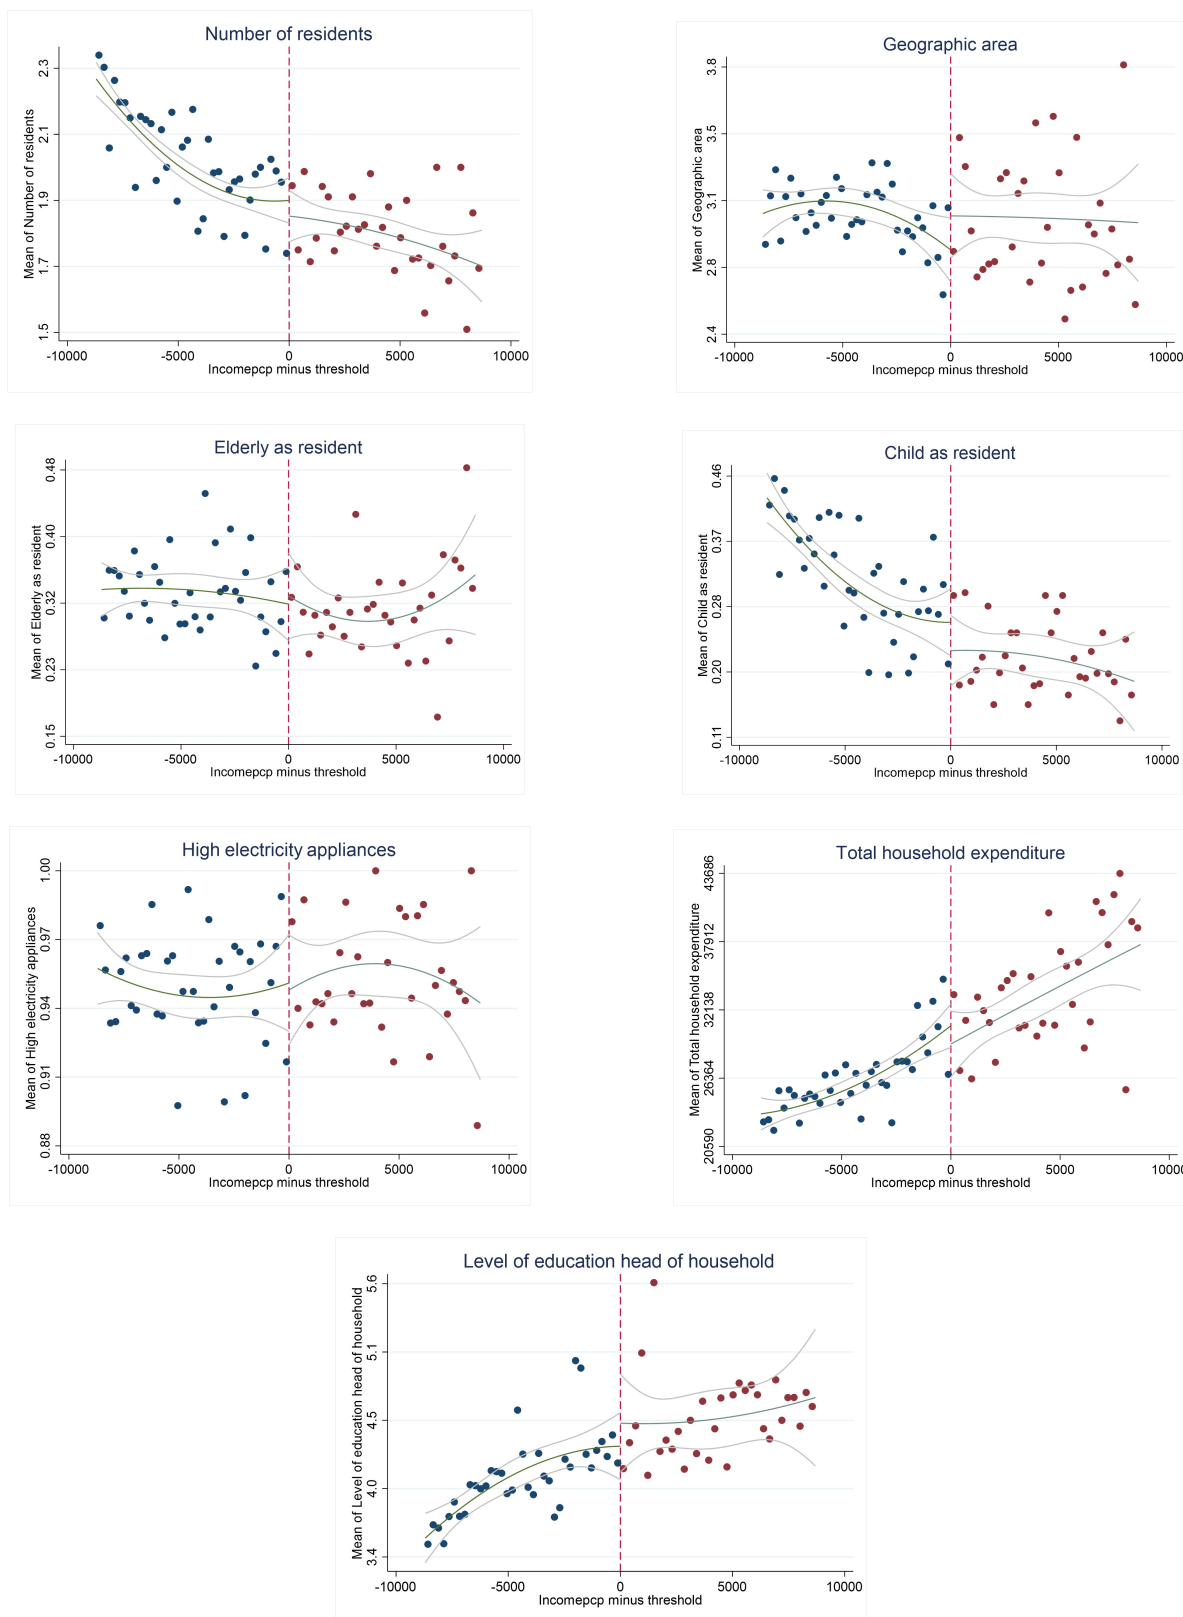 Number of residents
Mean of Number of residents
2.3
2.1
1.9
1.7
1.5
-10000 -5000 0 5000 10000
Incomepcp minus threshold
Geographic area
Mean of Geographic area
3.8
3.5
3.1
2.8
2.4
-10000 -5000 0 5000 10000
Incomepcp minus threshold
Elderly as resident
Mean of Elderly as resident
0.48
0.40
0.32
0.23
0.15
-10000 -5000 0 5000 10000
Incomepcp minus threshold
Child as resident
Mean of Child as resident
0.46
0.37
0.28
0.20
0.11
-10000 -5000 0 5000 10000
Incomepcp minus threshold
High electricity appliances
Mean of High electricity appliances
1.00
0.97
0.94
0.91
0.88
-10000 -5000 0 5000 10000
Incomepcp minus threshold
Total household expenditure
Mean of Total household expenditure
43686
37912
32138
26364
20590
-10000 -5000 0 5000 10000
Incomepcp minus threshold
Level of education head of household
Mean of Level of education head of household
5.6
5.1
4.5
4.0
3.4
-10000 -5000 0 5000 10000
Incomepcp minus threshold